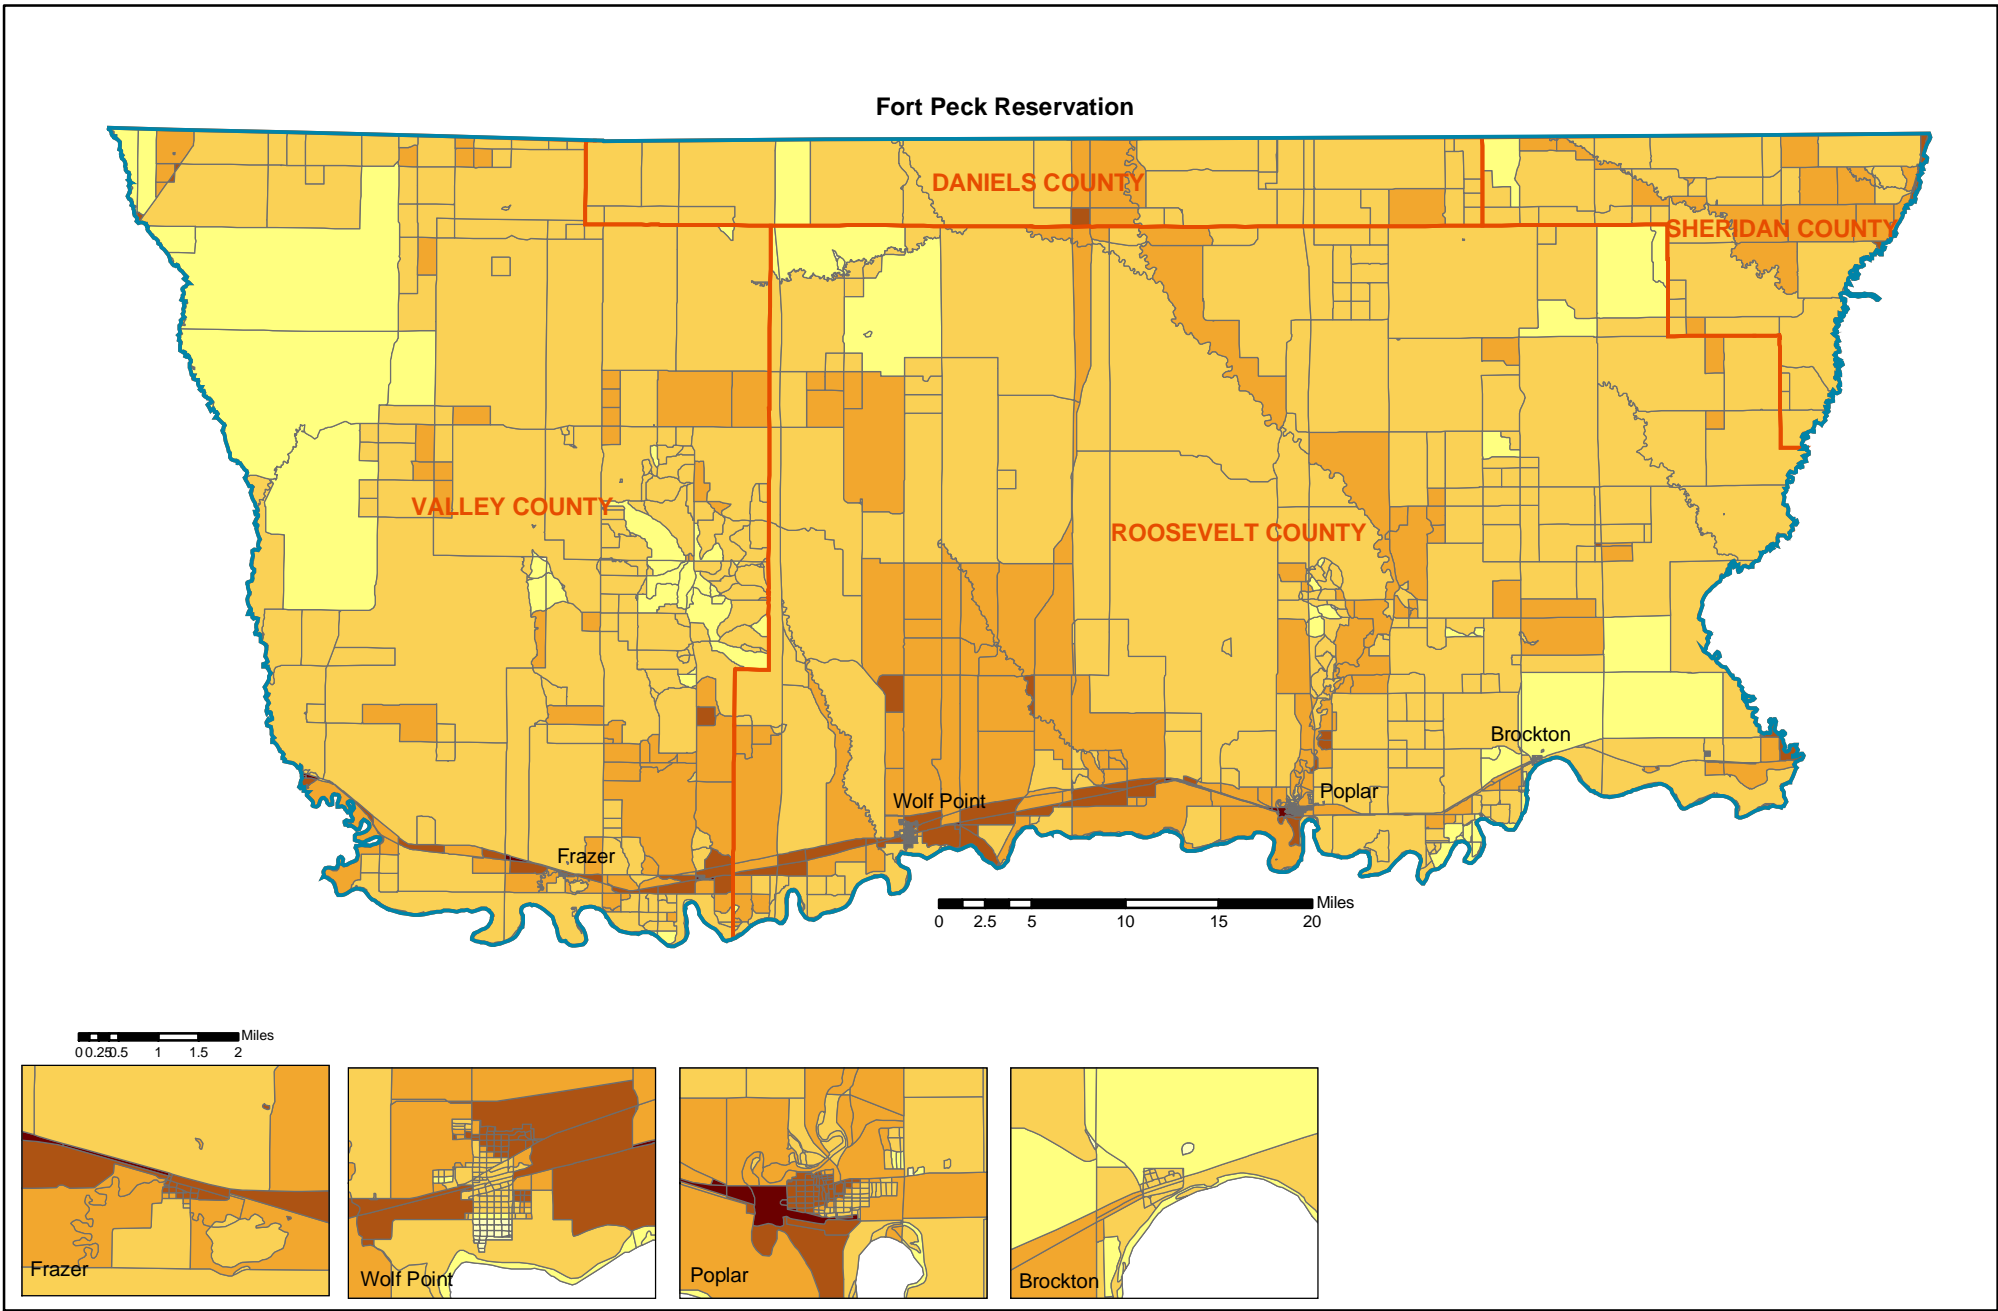 Fort Peck Reservation
DANIELS COUNTY
SHERIDAN COUNTY
VALLEY COUNTY
ROOSEVELT COUNTY
Brockton
Poplar
Wolf Point
Frazer
Miles
0 2.5 5 10 15 20
Miles
0 0.25 0.5 1 1.5 2
Frazer
Wolf Point
Poplar
Brockton